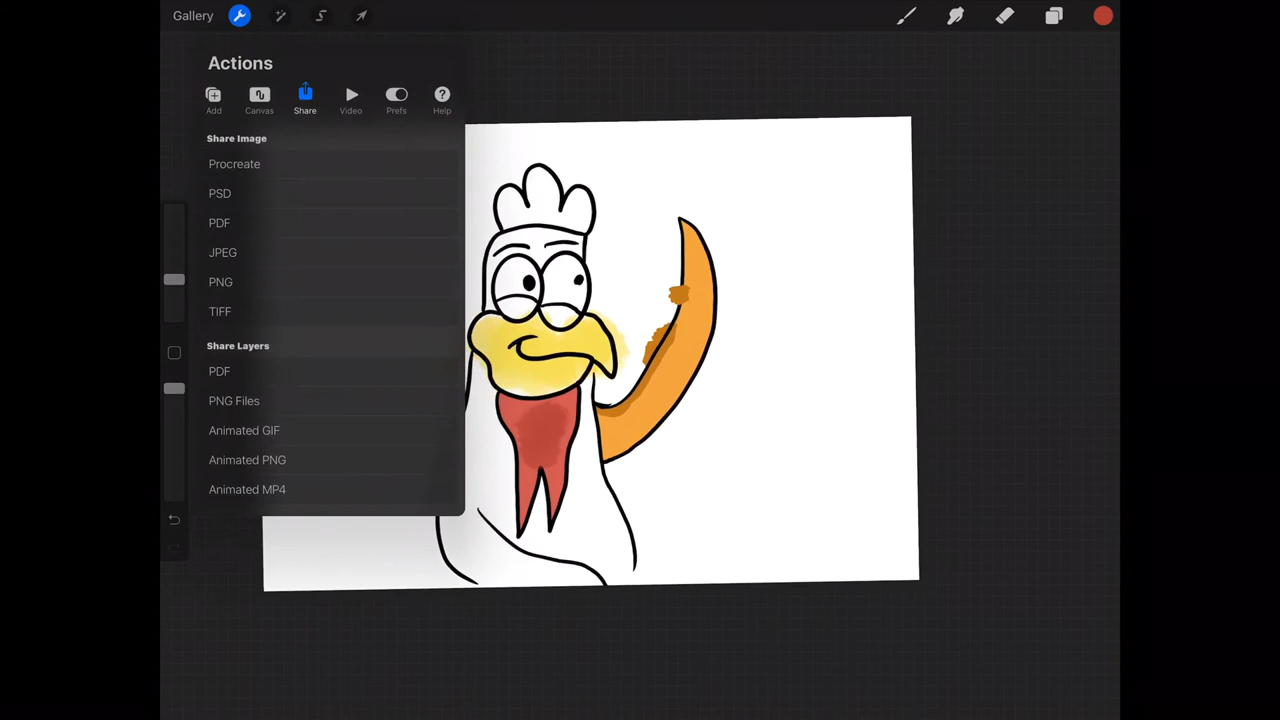 Gallery
Actions
Add Canvas Share Video Prefs Help
Share Image
Procreate
PSD
PDF
JPEG
PNG
TIFF
Share Layers
PDF
PNG Files
Animated GIF
Animated PNG
Animated MP4